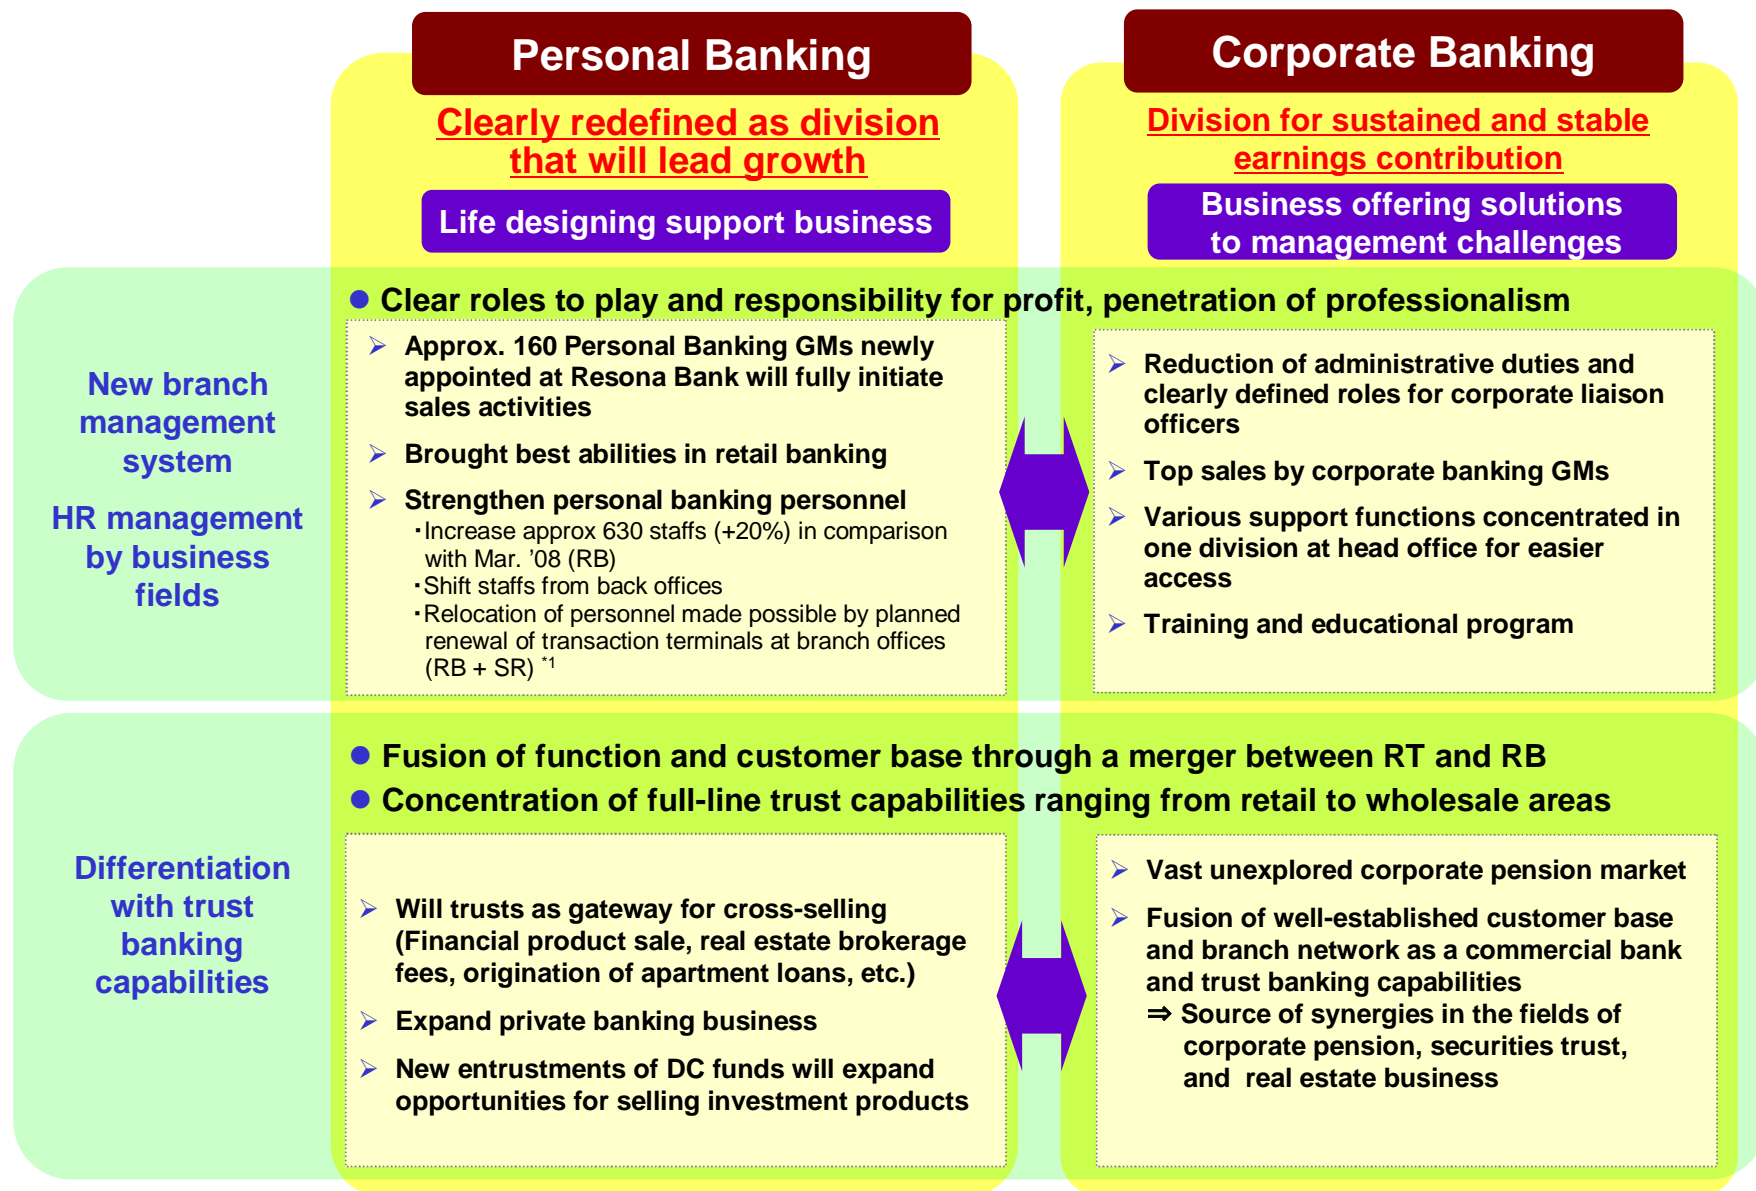 Personal Banking
Clearly redefined as division
that will lead growth
Life designing support business
Corporate Banking
Division for sustained and stable
earnings contribution
Business offering solutions
to management challenges
New branch
management
system
HR management
by business
fields
● Clear roles to play and responsibility for profit, penetration of professionalism
➢ Approx. 160 Personal Banking GMs newly
appointed at Resona Bank will fully initiate
sales activities
➢ Brought best abilities in retail banking
➢ Strengthen personal banking personnel
・Increase approx 630 staffs (+20%) in comparison
with Mar. ’08 (RB)
・Shift staffs from back offices
・Relocation of personnel made possible by planned
renewal of transaction terminals at branch offices
(RB + SR) *1
➢ Reduction of administrative duties and
clearly defined roles for corporate liaison
officers
➢ Top sales by corporate banking GMs
➢ Various support functions concentrated in
one division at head office for easier
access
➢ Training and educational program
Differentiation
with trust
banking
capabilities
● Fusion of function and customer base through a merger between RT and RB
● Concentration of full-line trust capabilities ranging from retail to wholesale areas
➢ Will trusts as gateway for cross-selling
(Financial product sale, real estate brokerage
fees, origination of apartment loans, etc.)
➢ Expand private banking business
➢ New entrustments of DC funds will expand
opportunities for selling investment products
➢ Vast unexplored corporate pension market
➢ Fusion of well-established customer base
and branch network as a commercial bank
and trust banking capabilities
⇒ Source of synergies in the fields of
corporate pension, securities trust,
and real estate business